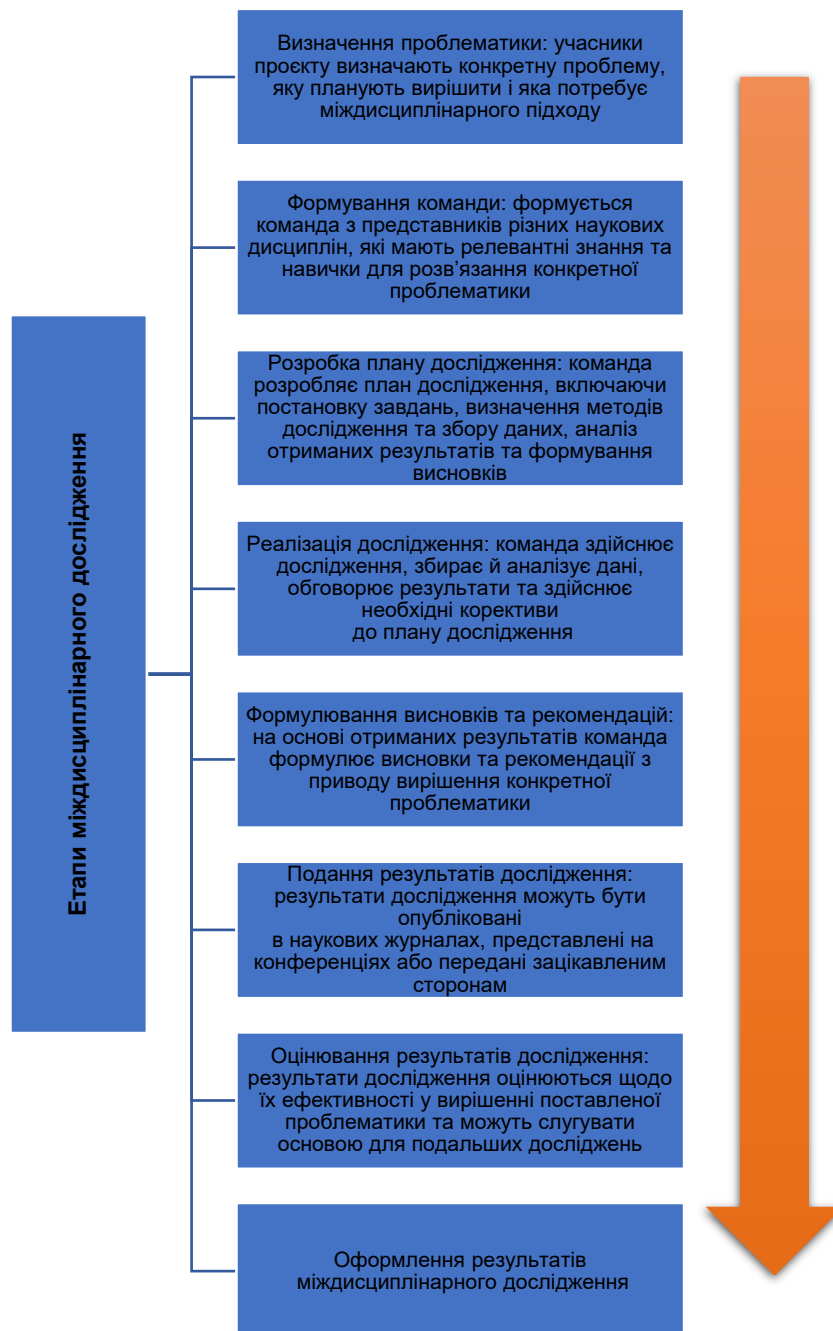 Етапи міждисциплінарного дослідження
Визначення проблематики: учасники
проєкту визначають конкретну проблему,
яку планують вирішити і яка потребує
міждисциплінарного підходу
Формування команди: формується
команда з представників різних наукових
дисциплін, які мають релевантні знання та
навички для розв’язання конкретної
проблематики
Розробка плану дослідження: команда
розробляє план дослідження, включаючи
постановку завдань, визначення методів
дослідження та збору даних, аналіз
отриманих результатів та формування
висновків
Реалізація дослідження: команда здійснює
дослідження, збирає й аналізує дані,
обговорює результати та здійснює
необхідні корективи
до плану дослідження
Формулювання висновків та рекомендацій:
на основі отриманих результатів команда
формулює висновки та рекомендації з
приводу вирішення конкретної
проблематики
Подання результатів дослідження:
результати дослідження можуть бути
опубліковані
в наукових журналах, представлені на
конференціях або передані зацікавленим
сторонам
Оцінювання результатів дослідження:
результати дослідження оцінюються щодо
їх ефективності у вирішенні поставленої
проблематики та можуть слугувати
основою для подальших досліджень
Оформлення результатів
міждисциплінарного дослідження